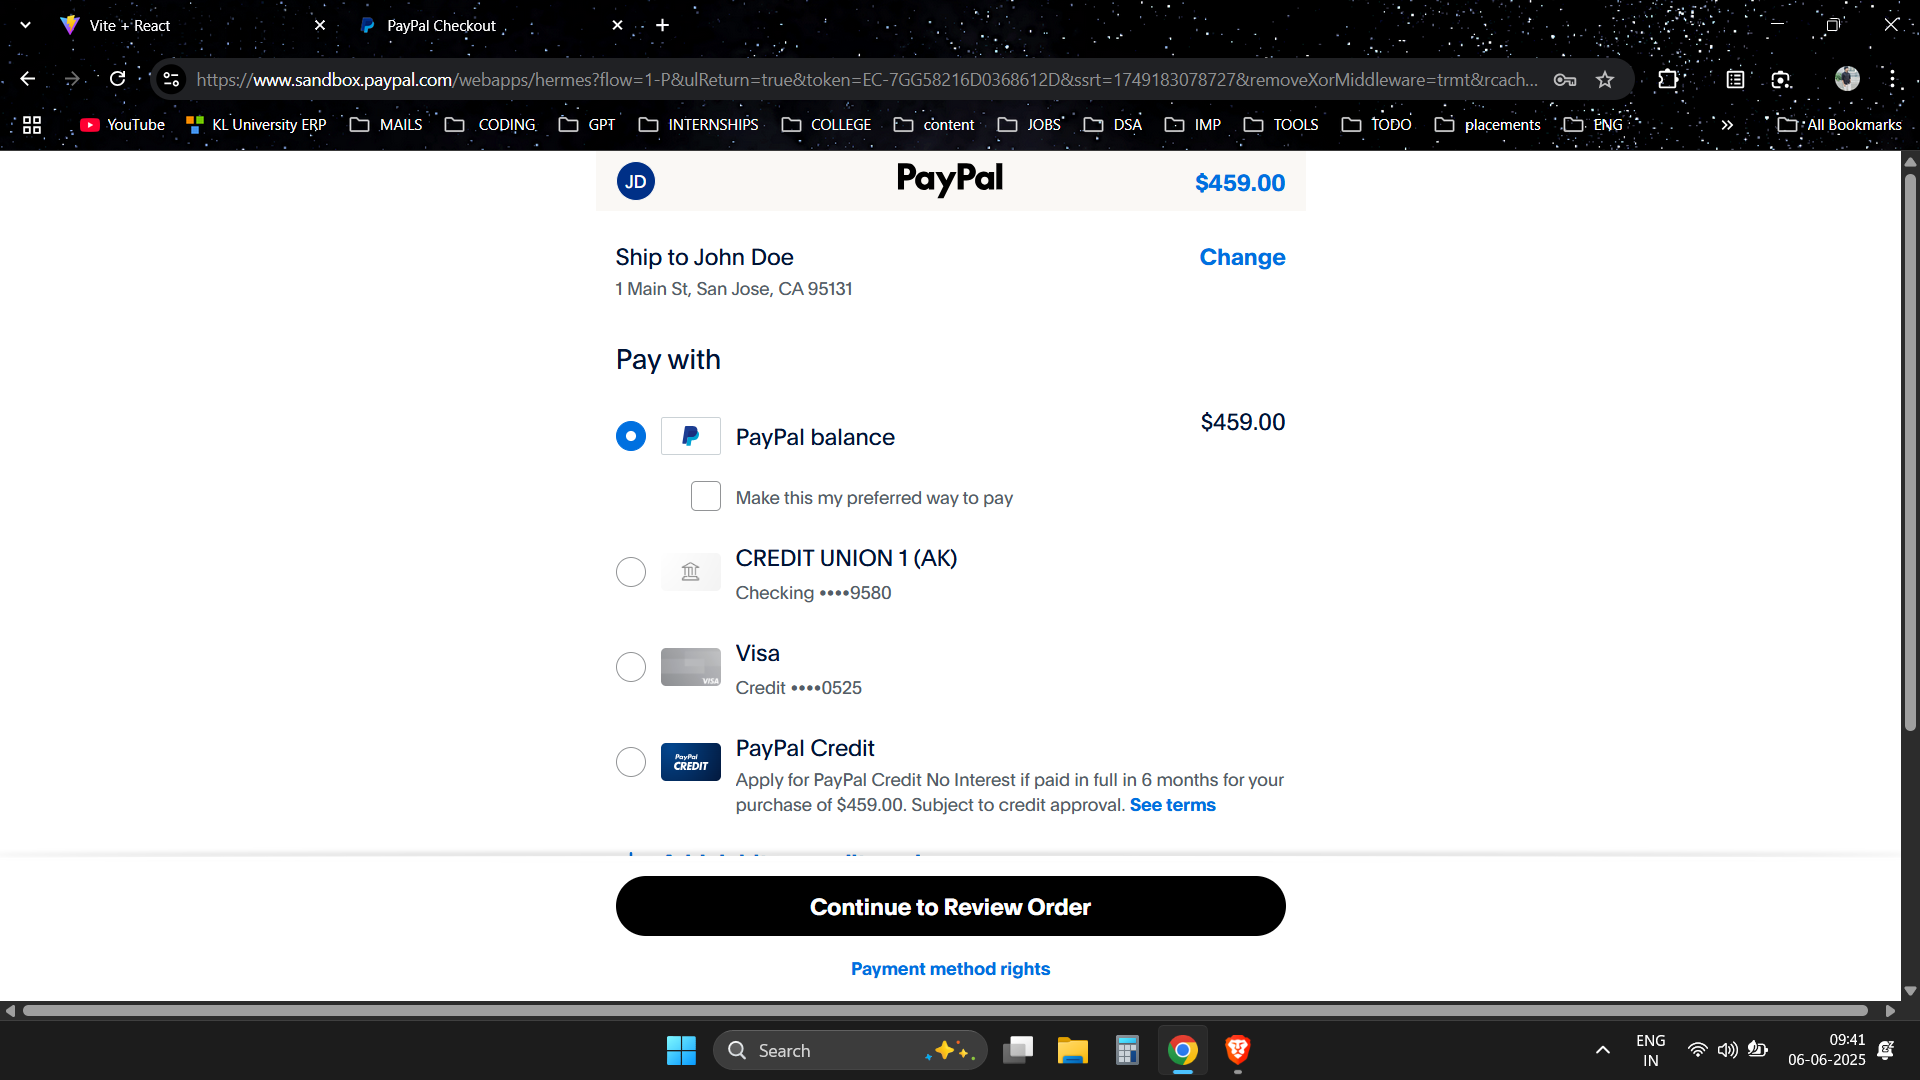 Vite + React
PayPal Checkout
https://www.sandbox.paypal.com/webapps/hermes?flow=1-P&ulReturn=true&token=EC-7GG58216D0368612D&ssrt=1749183078727&removeXorMiddleware=trmt&rcach...
YouTube
KL University ERP
MAILS
CODING
GPT
INTERNSHIPS
COLLEGE
content
JOBS
DSA
IMP
TOOLS
TODO
placements
ENG
All Bookmarks
JD
PayPal
$459.00
Ship to John Doe
Change
1 Main St, San Jose, CA 95131
Pay with
PayPal balance
$459.00
Make this my preferred way to pay
CREDIT UNION 1 (AK)
Checking ••••9580
VISA
Visa
Credit ••••0525
PayPal
CREDIT
PayPal Credit
Apply for PayPal Credit No Interest if paid in full in 6 months for your
purchase of $459.00. Subject to credit approval. See terms
Continue to Review Order
Payment method rights
Search
ENG
IN
09:41
06-06-2025